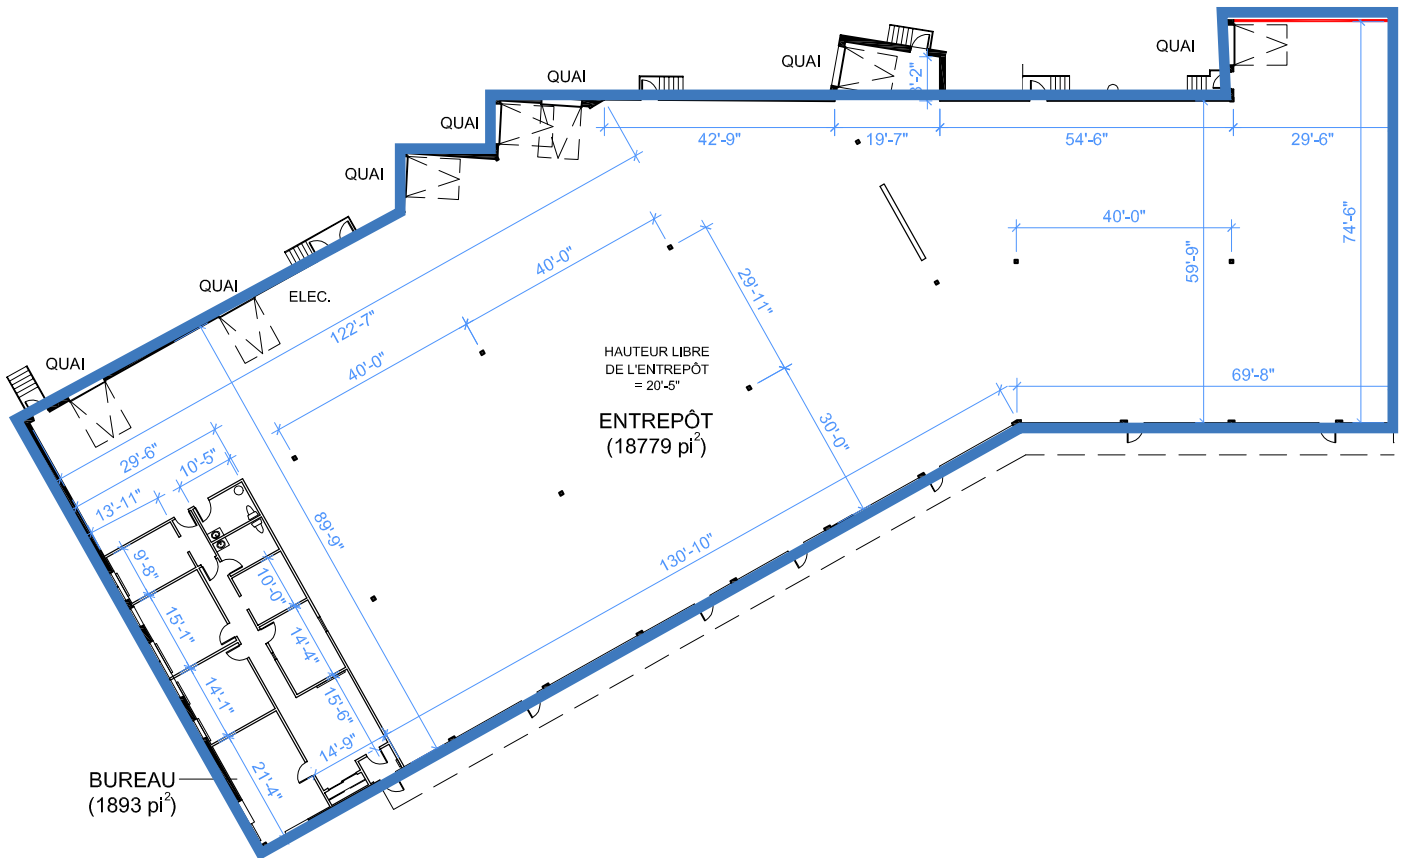 QUAI
QUAI
QUAI
QUAI
QUAI
QUAI
QUAI
ELEC.
42'-9"
19'-7"
54'-6"
29'-6"
40'-0"
74'-6"
59'-9"
69'-8"
122'-7"
40'-0"
40'-0"
29'-11"
30'-0"
130'-10"
89'-9"
HAUTEUR LIBRE
DE L'ENTREPÔT
= 20'-5"
ENTREPÔT
(18779 pi²)
29'-6"
10'-5"
13'-11"
9'-8"
10'-0"
15'-1"
14'-4"
14'-1"
15'-6"
14'-9"
21'-4"
BUREAU
(1893 pi²)